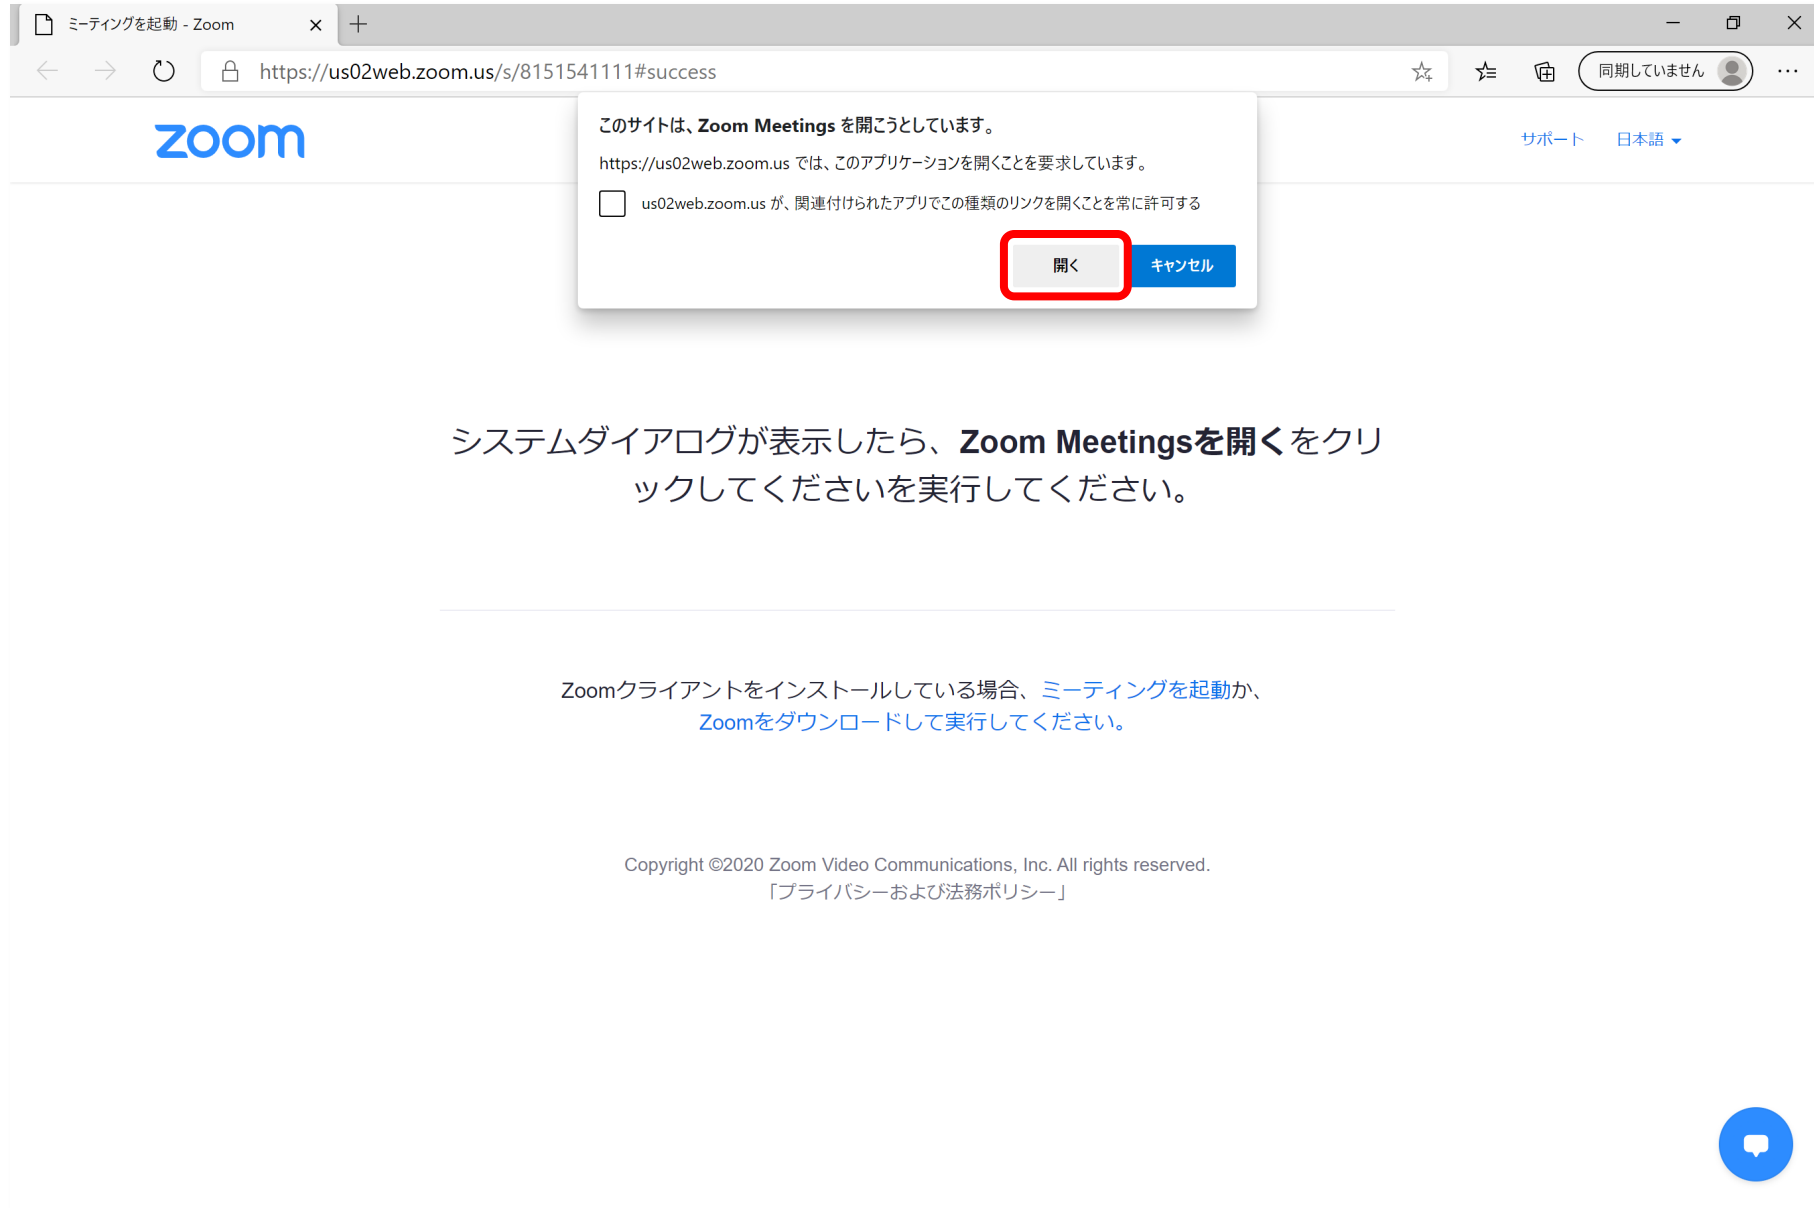 ミーティングを起動 - Zoom
https://us02web.zoom.us/s/8151541111#success
同期していません
zoom
サポート
日本語
このサイトは、Zoom Meetings を開こうとしています。
https://us02web.zoom.us では、このアプリケーションを開くことを要求しています。
us02web.zoom.us が、関連付けられたアプリでこの種類のリンクを開くことを常に許可する
開く
キャンセル
システムダイアログが表示したら、Zoom Meetingsを開くをクリ
ックしてくださいを実行してください。
Zoomクライアントをインストールしている場合、ミーティングを起動か、
Zoomをダウンロードして実行してください。
Copyright ©2020 Zoom Video Communications, Inc. All rights reserved.
「プライバシーおよび法務ポリシー」